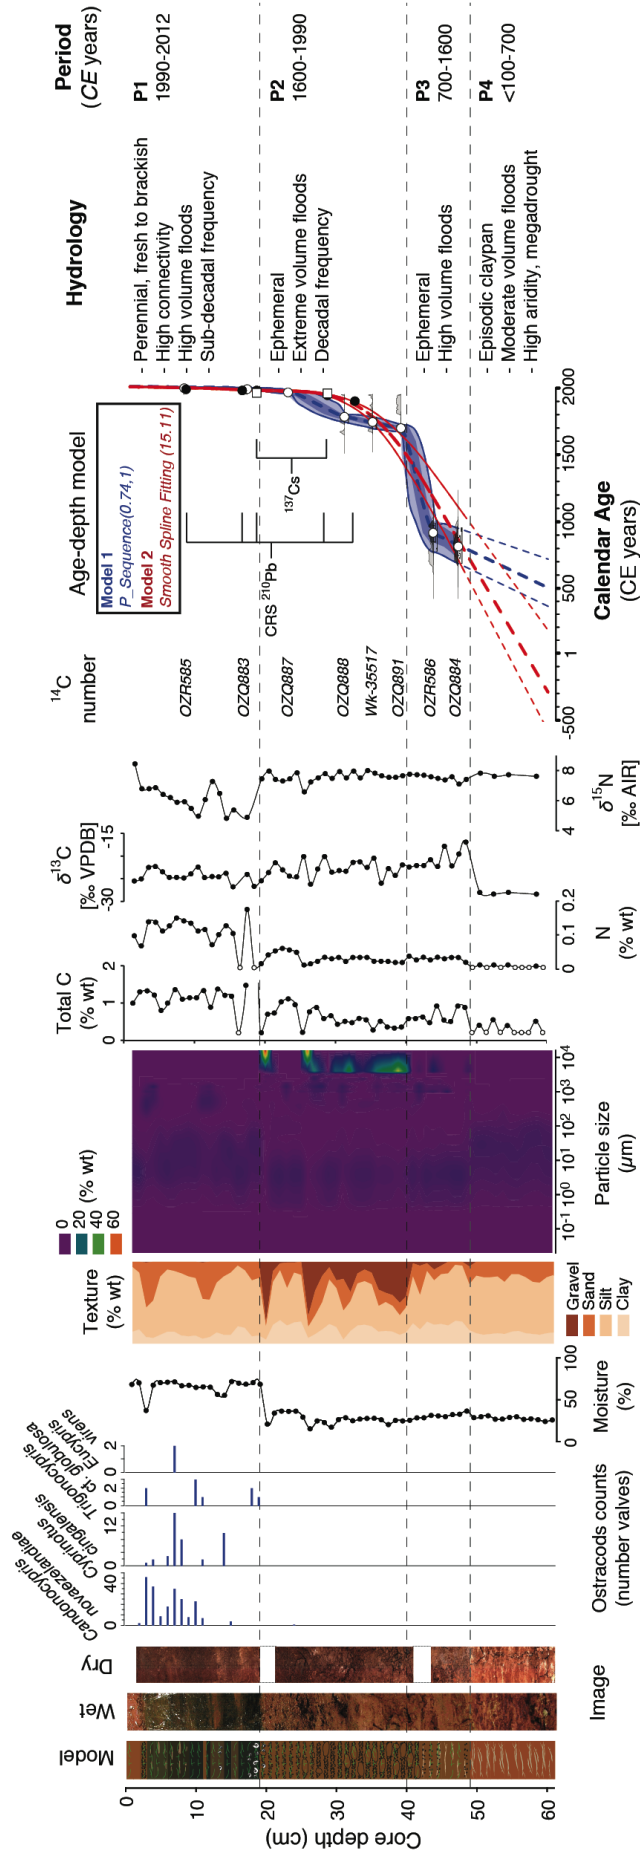 Core depth (cm)
0
10
20
30
40
50
60
Model
Wet
Dry
Image
Candonocypris
novaezelandiae
0
40
Cyprinotus
cingalensis
0
12
Trigonocypris
cf. globulosa
0
2
Eucypris
virens
0
2
Ostracods counts
(number valves)
0
50
100
Moisture
(%)
Texture
(% wt)
Gravel
Sand
Silt
Clay
0
20
40
60
(% wt)
10-1
100
101
102
103
104
Particle size
(µm)
Total C
(% wt)
0
1
2
0
0.1
0.2
N
(% wt)
δ13C
[‰ VPDB]
-30
-15
4
6
8
δ15N
[‰ AIR]
14C
number
OZR585
OZQ883
OZQ887
OZQ888
Wk-35517
OZQ891
OZR586
OZQ884
Age-depth model
Model 1
P_Sequence(0.74,1)
Model 2
Smooth Spline Fitting (15.11)
CRS 210Pb
137Cs
-500
1
500
1000
1500
2000
Calendar Age
(CE years)
Hydrology
- Perennial, fresh to brackish
- High connectivity
- High volume floods
- Sub-decadal frequency
- Ephemeral
- Extreme volume floods
- Decadal frequency
- Ephemeral
- High volume floods
- Episodic claypan
- Moderate volume floods
- High aridity, megadrought
Period
(CE years)
P1
1990-2012
P2
1600-1990
P3
700-1600
P4
<100-700